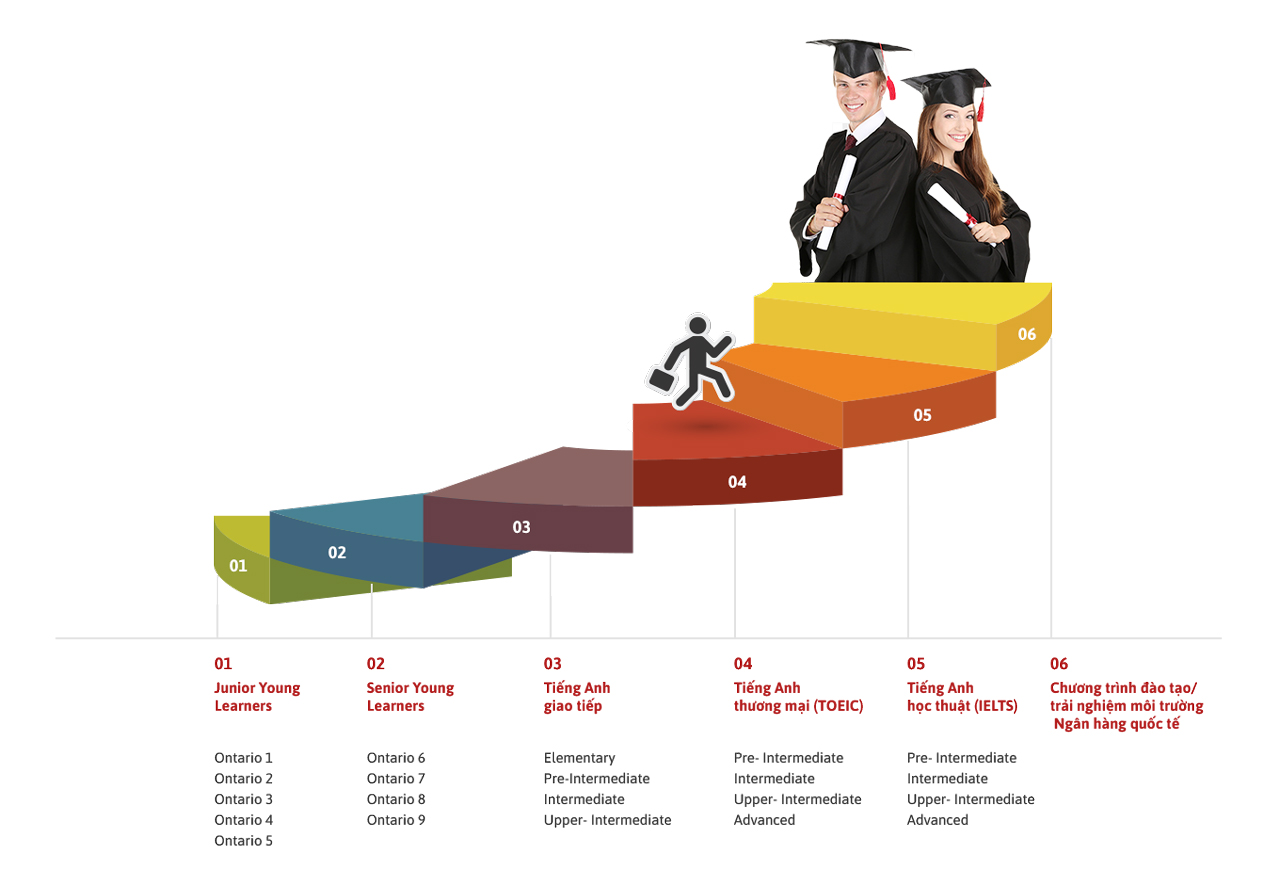 06
05
04
03
02
01
01
Junior Young
Learners
Ontario 1
Ontario 2
Ontario 3
Ontario 4
Ontario 5
02
Senior Young
Learners
Ontario 6
Ontario 7
Ontario 8
Ontario 9
03
Tiếng Anh
giao tiếp
Elementary
Pre-Intermediate
Intermediate
Upper- Intermediate
04
Tiếng Anh
thương mại (TOEIC)
Pre- Intermediate
Intermediate
Upper- Intermediate
Advanced
05
Tiếng Anh
học thuật (IELTS)
Pre- Intermediate
Intermediate
Upper- Intermediate
Advanced
06
Chương trình đào tạo/
trải nghiệm môi trường
Ngân hàng quốc tế